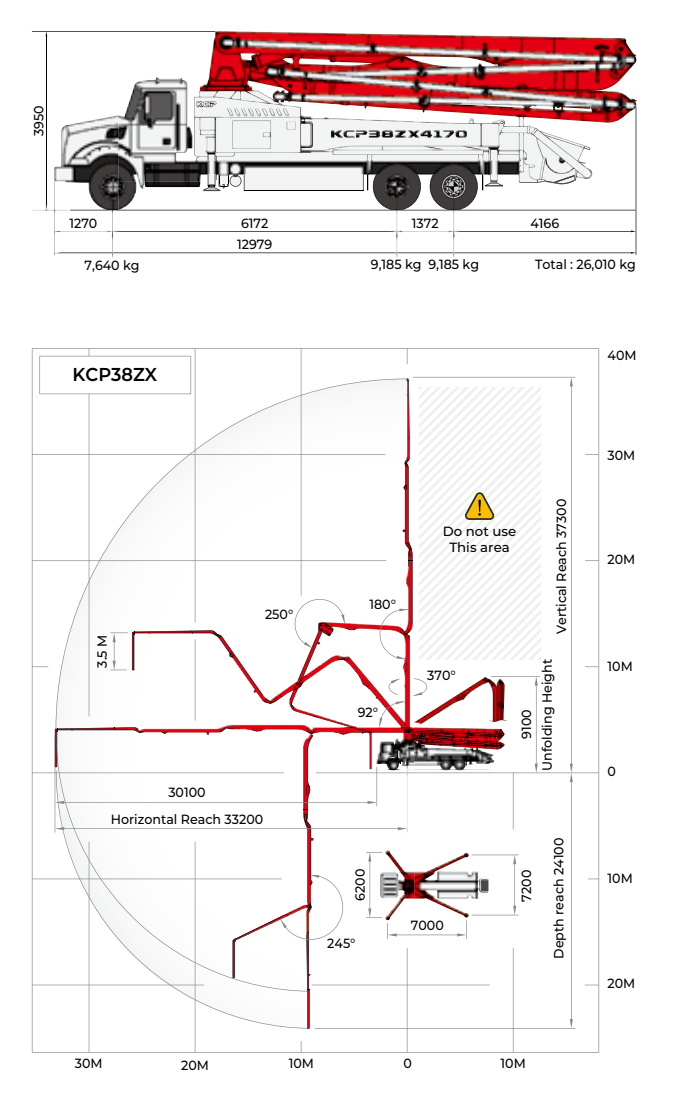 KCP
KCP38ZX4170
3950
1270
6172
1372
4166
12979
7,640 kg
9,185 kg
9,185 kg
Total : 26,010 kg
KCP38ZX
40M
30M
20M
10M
0
10M
20M
Do not use
This area
Vertical Reach 37300
250°
180°
3.5 M
370°
92°
9100
Unfolding Height
30100
Horizontal Reach 33200
6200
7200
7000
Depth reach 24100
245°
30M
20M
10M
0
10M